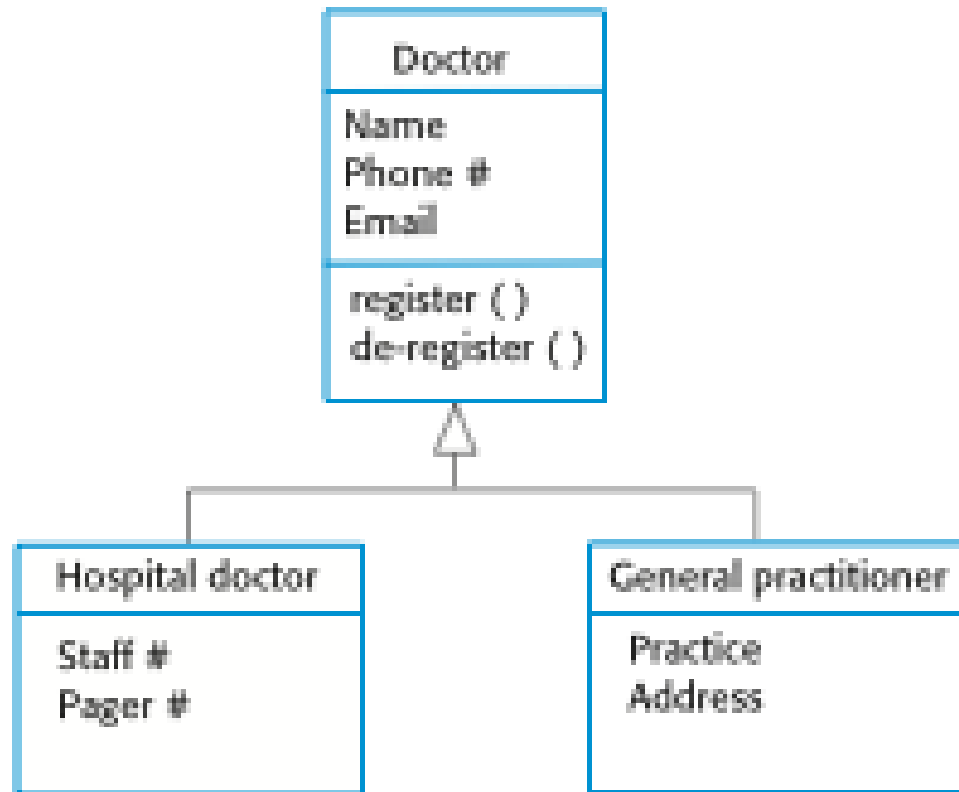 Doctor
Name
Phone #
Email
register ( )
de-register ( )
Hospital doctor
Staff #
Pager #
General practitioner
Practice
Address